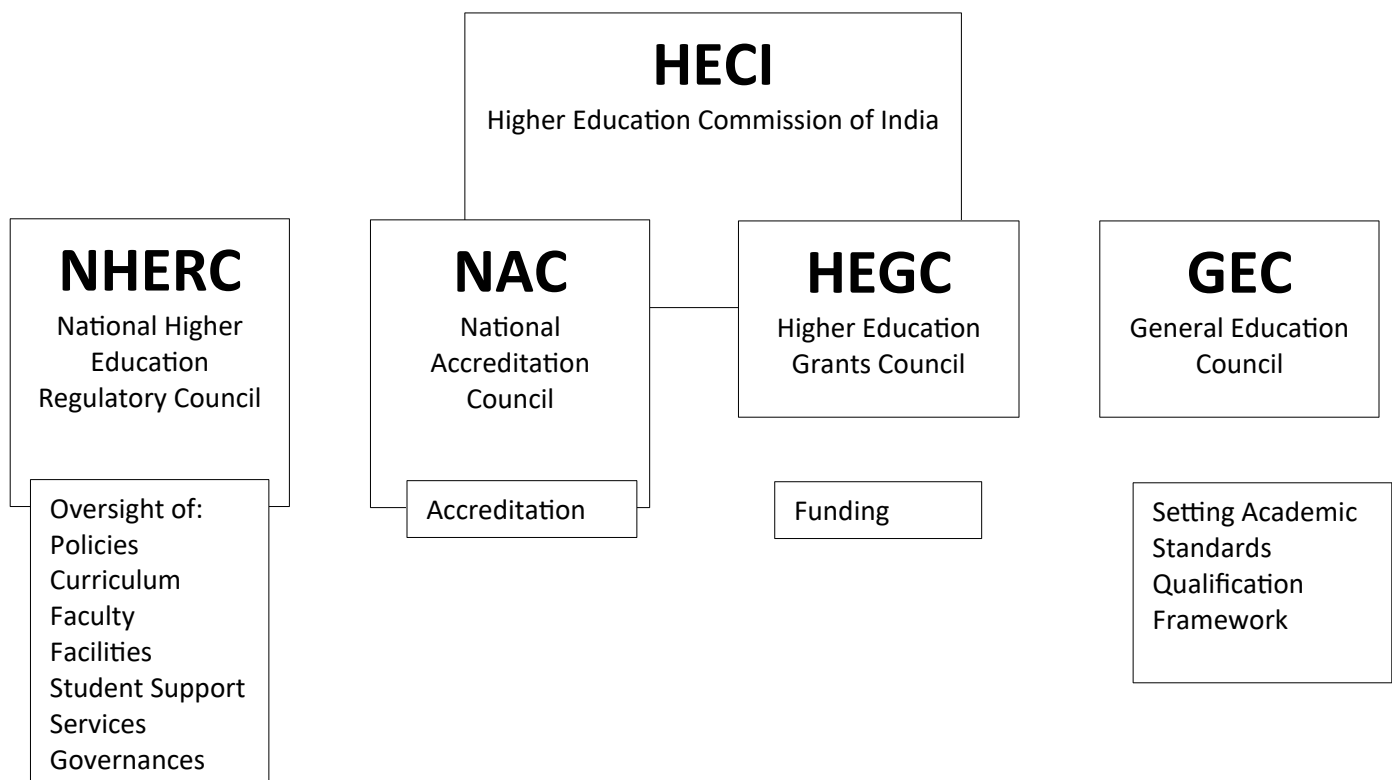 HECI
Higher Education Commission of India
NHERC
National Higher
Education
Regulatory Council
NAC
National
Accreditation
Council
HEGC
Higher Education
Grants Council
GEC
General Education
Council
Oversight of:
Policies
Curriculum
Faculty
Facilities
Student Support
Services
Governances
Accreditation
Funding
Setting Academic
Standards
Qualification
Framework